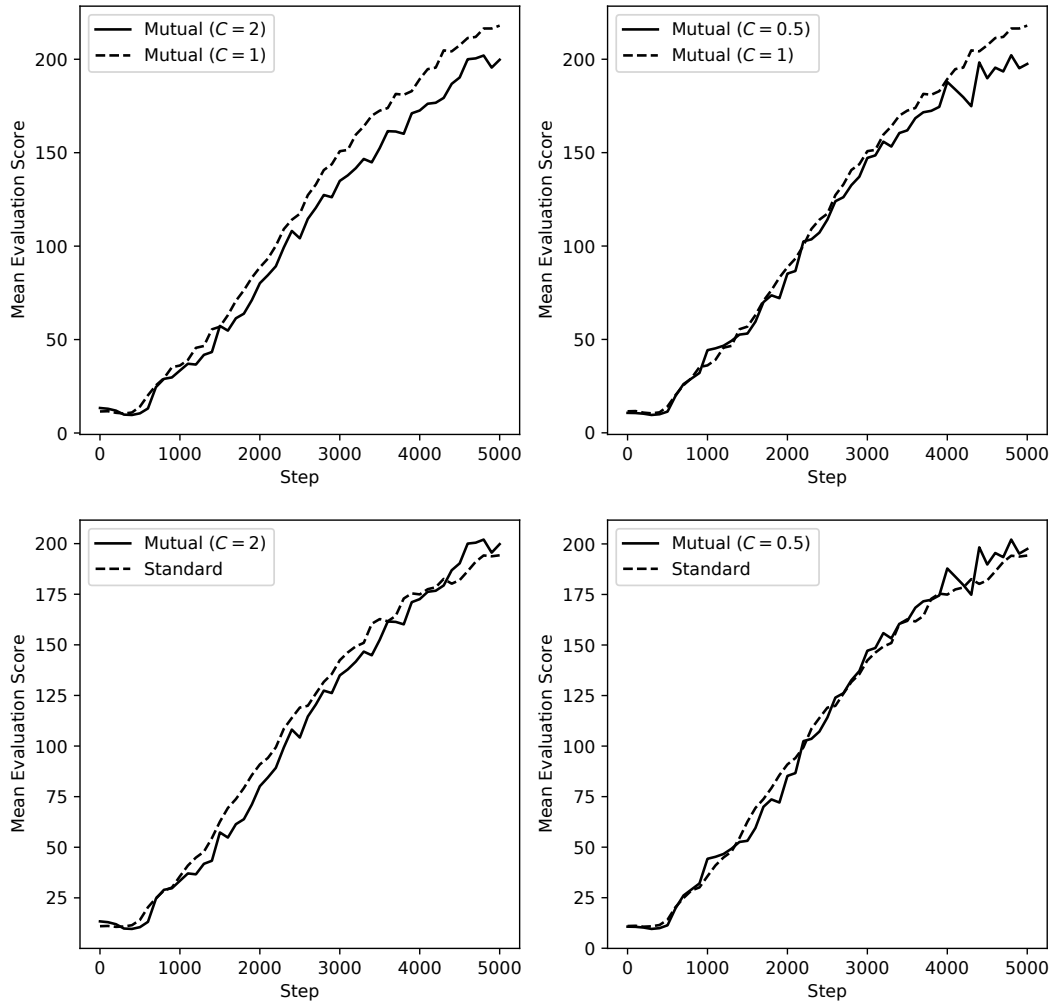 Mutual (C = 2)
Mutual (C = 1)
Mean Evaluation Score
200
150
100
50
0
0 1000 2000 3000 4000 5000
Step
Mutual (C = 0.5)
Mutual (C = 1)
Mean Evaluation Score
200
150
100
50
0
0 1000 2000 3000 4000 5000
Step
Mutual (C = 2)
Standard
Mean Evaluation Score
200
175
150
125
100
75
50
25
0 1000 2000 3000 4000 5000
Step
Mutual (C = 0.5)
Standard
Mean Evaluation Score
200
175
150
125
100
75
50
25
0
0 1000 2000 3000 4000 5000
Step